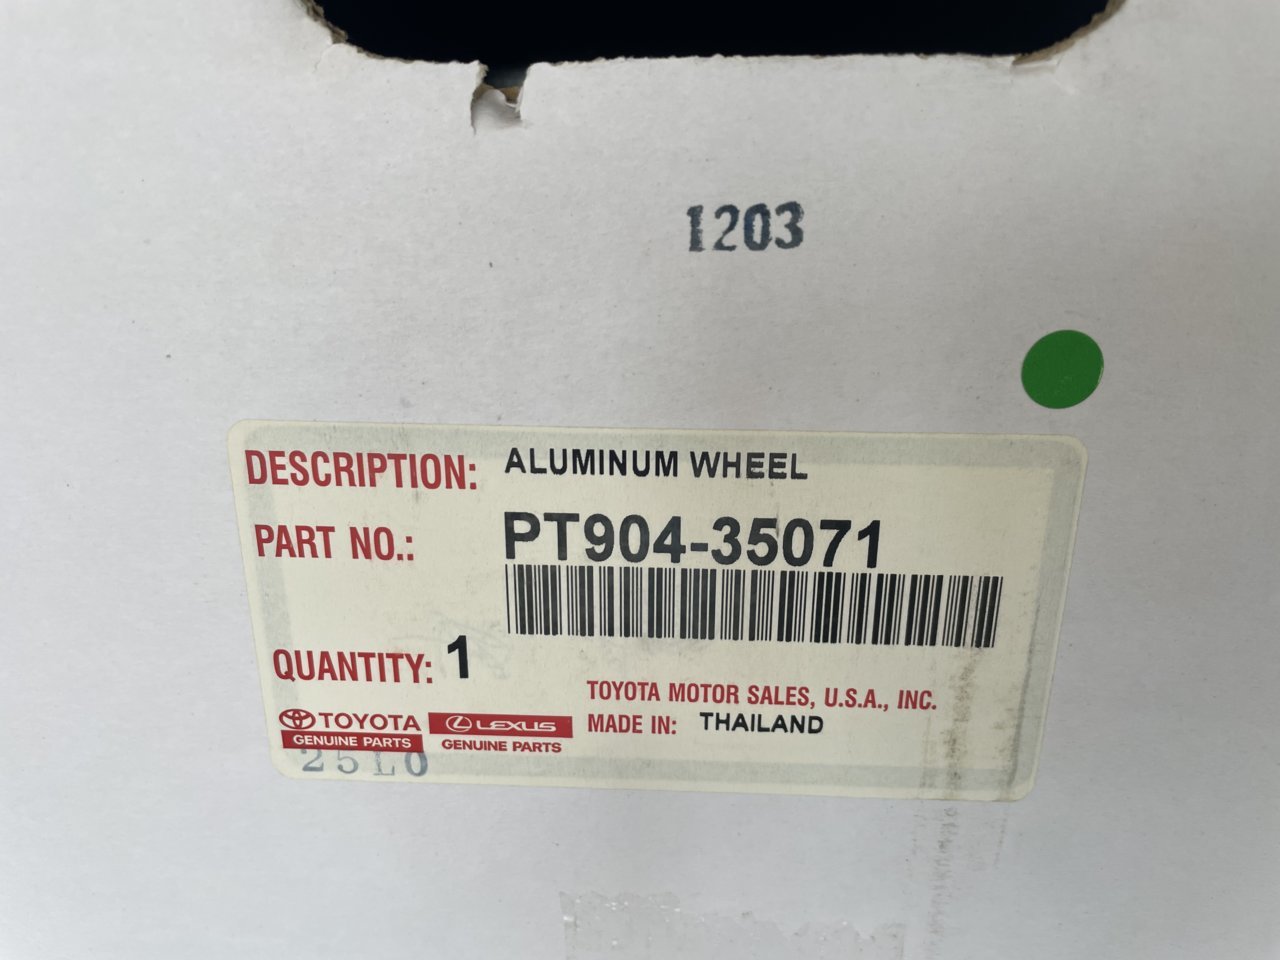 1203
DESCRIPTION: ALUMINUM WHEEL
PART NO.: PT904-35071
QUANTITY: 1
TOYOTA MOTOR SALES, U.S.A., INC.
MADE IN: THAILAND
TOYOTA
GENUINE PARTS
LEXUS
GENUINE PARTS
25L0